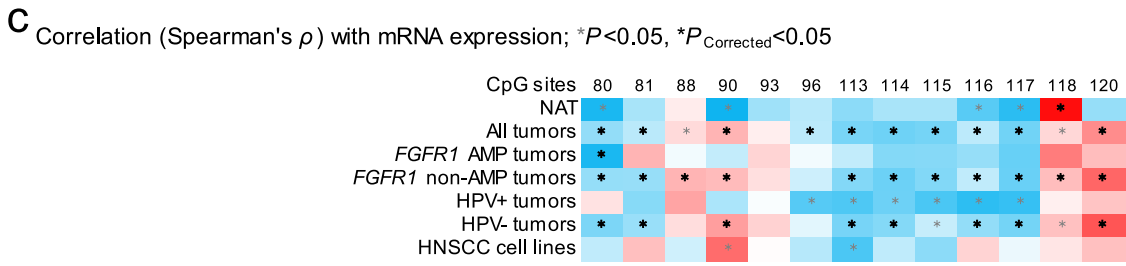 C
Correlation (Spearman's ρ) with mRNA expression; *P<0.05, *PCorrected<0.05
CpG sites 80 81 88 90 93 96 113 114 115 116 117 118 120
NAT * * * * *
All tumors * * * * * * * * * * * *
FGFR1 AMP tumors *
FGFR1 non-AMP tumors * * * * * * * * * * *
HPV+ tumors * * * * * *
HPV- tumors * * * * * * * * * *
HNSCC cell lines * *